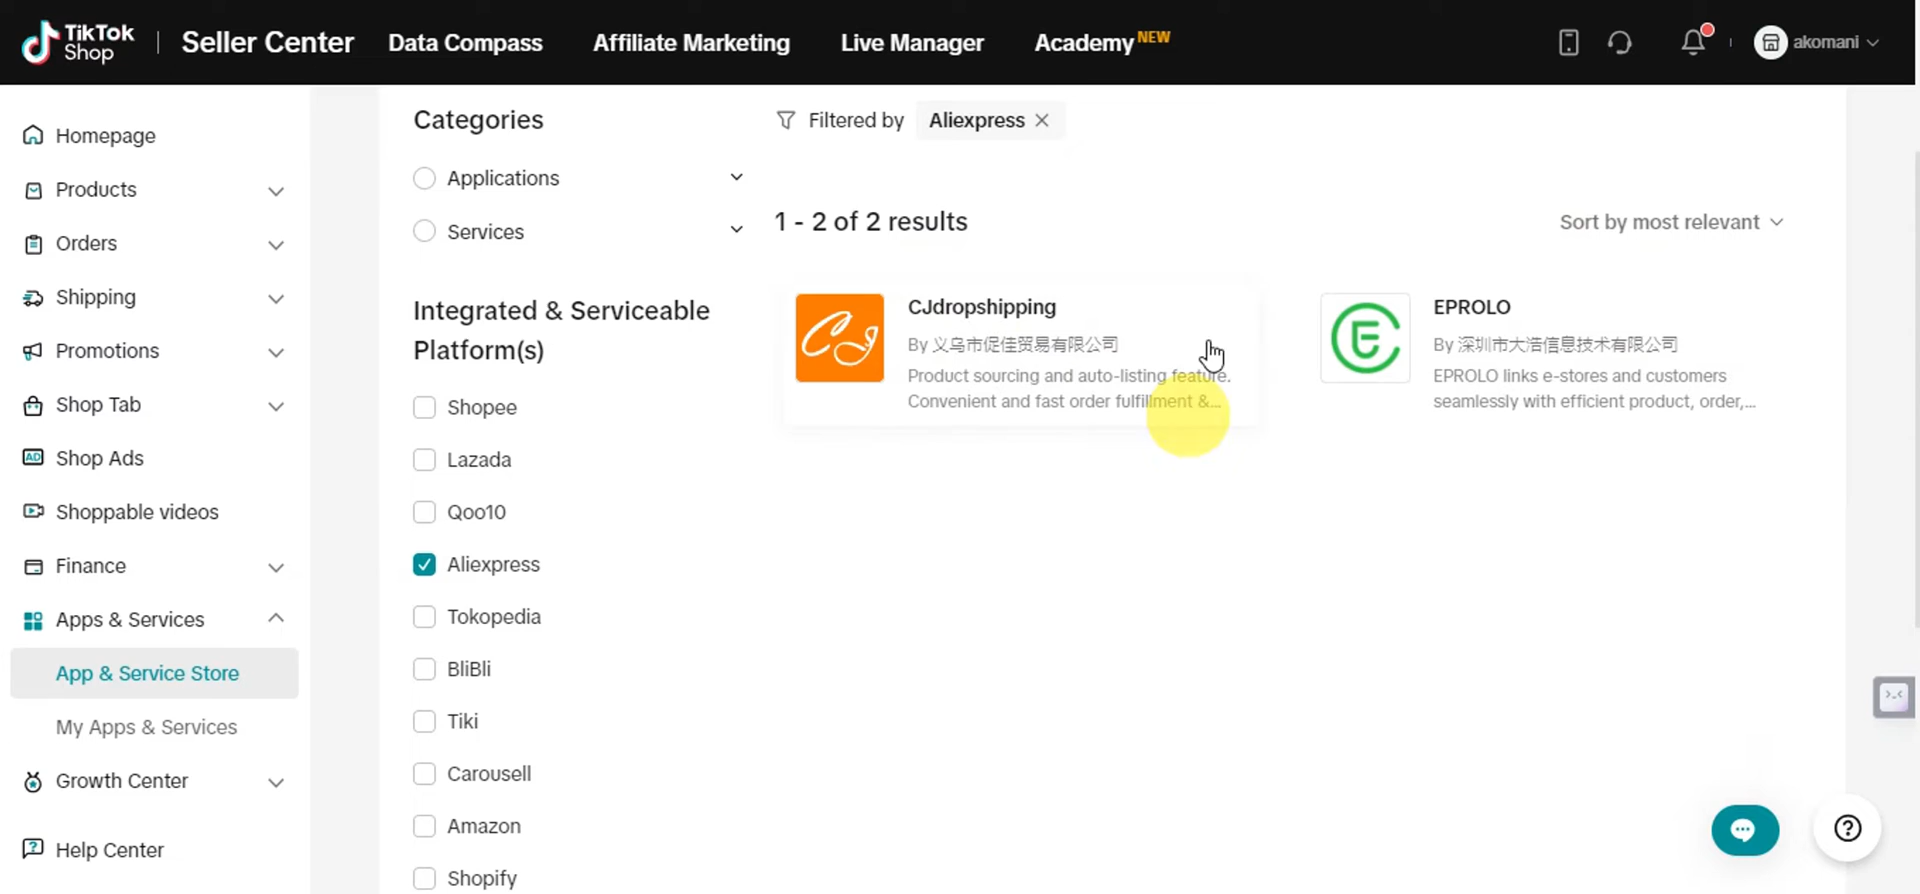 TikTok Shop
Seller Center
Data Compass
Affiliate Marketing
Live Manager
Academy NEW
akomani
Homepage
Products
Orders
Shipping
Promotions
Shop Tab
Shop Ads
Shoppable videos
Finance
Apps & Services
App & Service Store
My Apps & Services
Growth Center
Help Center
Categories
Applications
Services
Integrated & Serviceable
Platform(s)
Shopee
Lazada
Qoo10
Aliexpress
Tokopedia
BliBli
Tiki
Carousell
Amazon
Shopify
Filtered by Aliexpress
1 - 2 of 2 results
Sort by most relevant
CJdropshipping
By 义乌市促佳贸易有限公司
Product sourcing and auto-listing feature.
Convenient and fast order fulfillment &...
EPROLO
By 深圳市大浩信息技术有限公司
EPROLO links e-stores and customers
seamlessly with efficient product, order,...